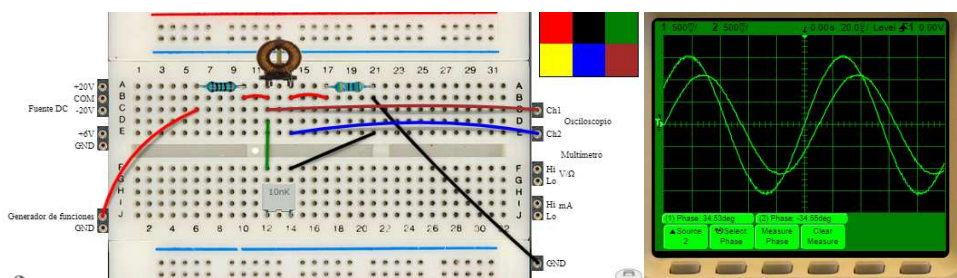 1 3 5 7 9 11 13 15 17 19 21 23 25 27 29 31
A
B
C
D
E
F
G
H
I
J
A
B
D
E
F
G
H
I
J
2 4 6 8 10 12 14 16 18 20 22 24 26 28 30 32
+20V
COM
Fuente DC
-20V
+6V
GND
Generador de funciones
GND
10nK
Ch1
Osciloscopio
Ch2
Multímetro
Hi
V/Ω
Lo
Hi
mA
Lo
GND
1 500 2 500 0.00s 20.0 Level 1 0.00V
(1) Phase: 34.53deg (2) Phase: -34.66deg
Source
2
Select
Phase
Measure
Phase
Clear
Measure